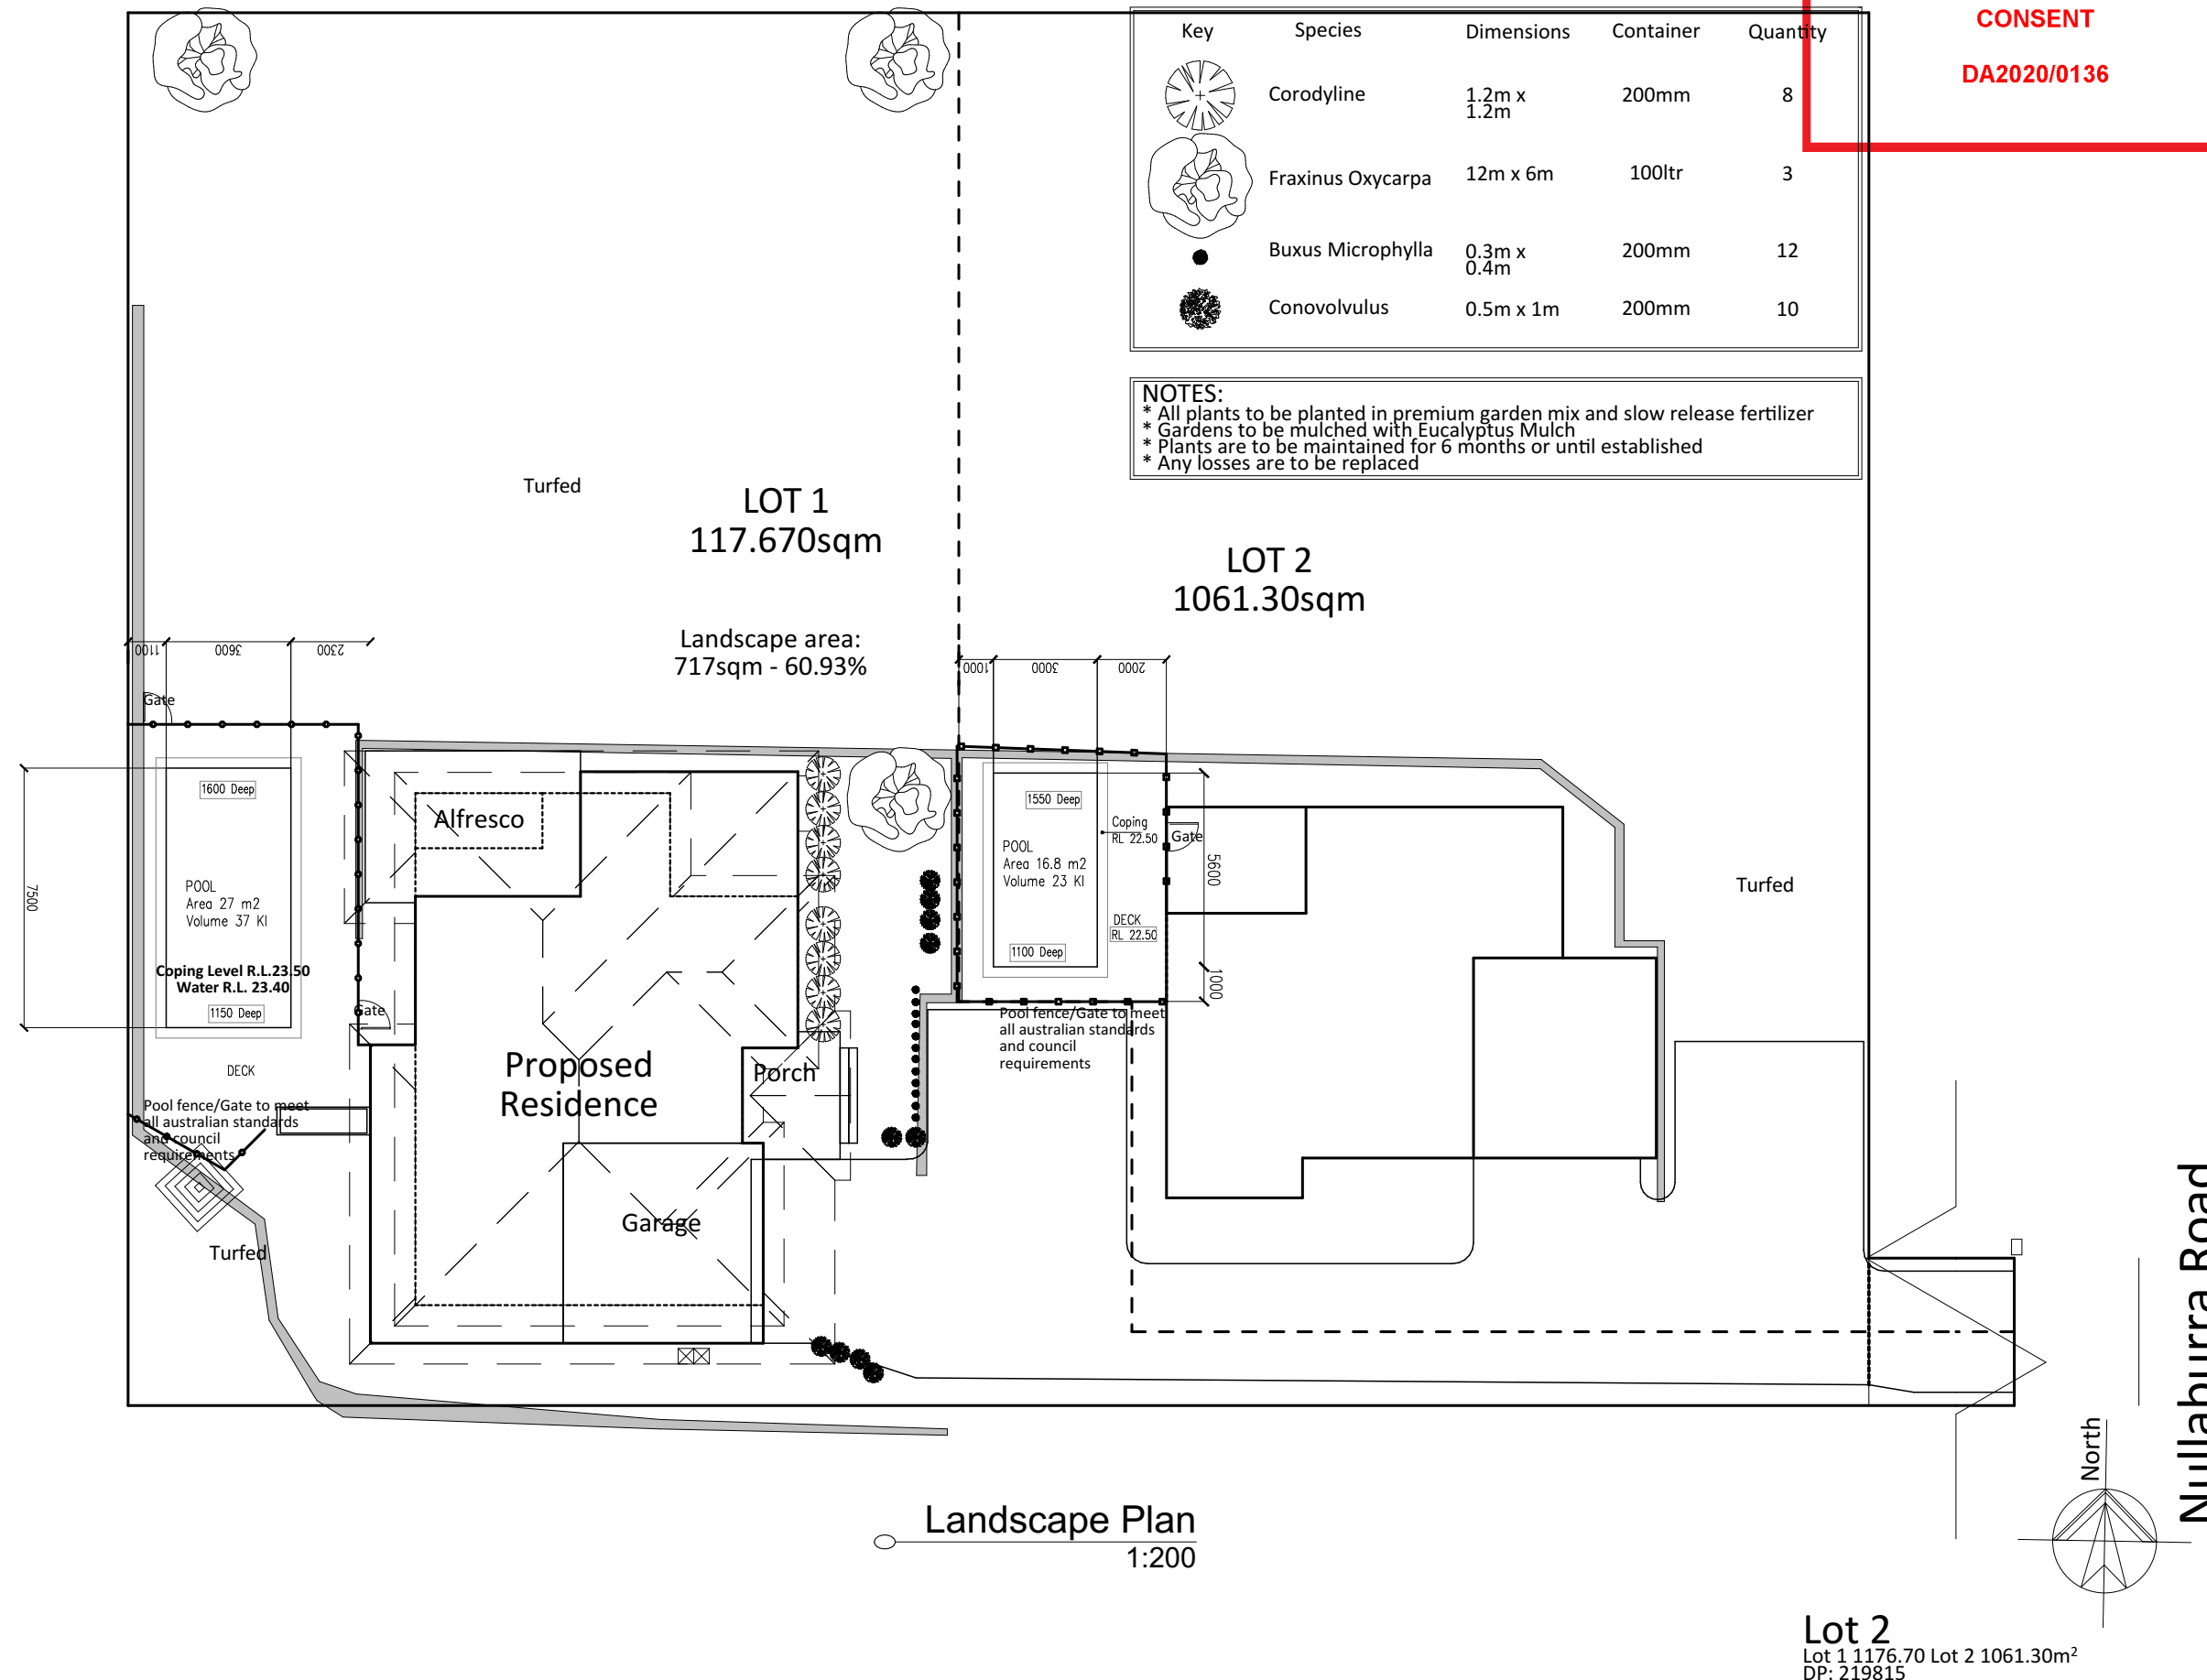 CONSENT
DA2020/0136
Key Species Dimensions Container Quantity
Corodyline 1.2m x 1.2m 200mm 8
Fraxinus Oxycarpa 12m x 6m 100ltr 3
Buxus Microphylla 0.3m x 0.4m 200mm 12
Conovolvulus 0.5m x 1m 200mm 10
NOTES:
* All plants to be planted in premium garden mix and slow release fertilizer
* Gardens to be mulched with Eucalyptus Mulch
* Plants are to be maintained for 6 months or until established
* Any losses are to be replaced
Turfed
LOT 1
117.670sqm
LOT 2
1061.30sqm
Landscape area:
717sqm - 60.93%
1100 3600 2300
1000 3000 2000
Gate
1600 Deep
POOL
Area 27 m2
Volume 37 Kl
7500
Coping Level R.L.23.50
Water R.L. 23.40
1150 Deep
Gate
DECK
Pool fence/Gate to meet
all australian standards
and council
requirements
Turfed
Alfresco
Proposed
Residence
Porch
Garage
1550 Deep
Coping
RL 22.50
Gate
POOL
Area 16.8 m2
Volume 23 Kl
5600
DECK
RL 22.50
1100 Deep
1000
Pool fence/Gate to meet
all australian standards
and council
requirements
Turfed
Nullaburra Road
North
Landscape Plan
1:200
Lot 2
Lot 1 1176.70 Lot 2 1061.30m²
DP: 219815